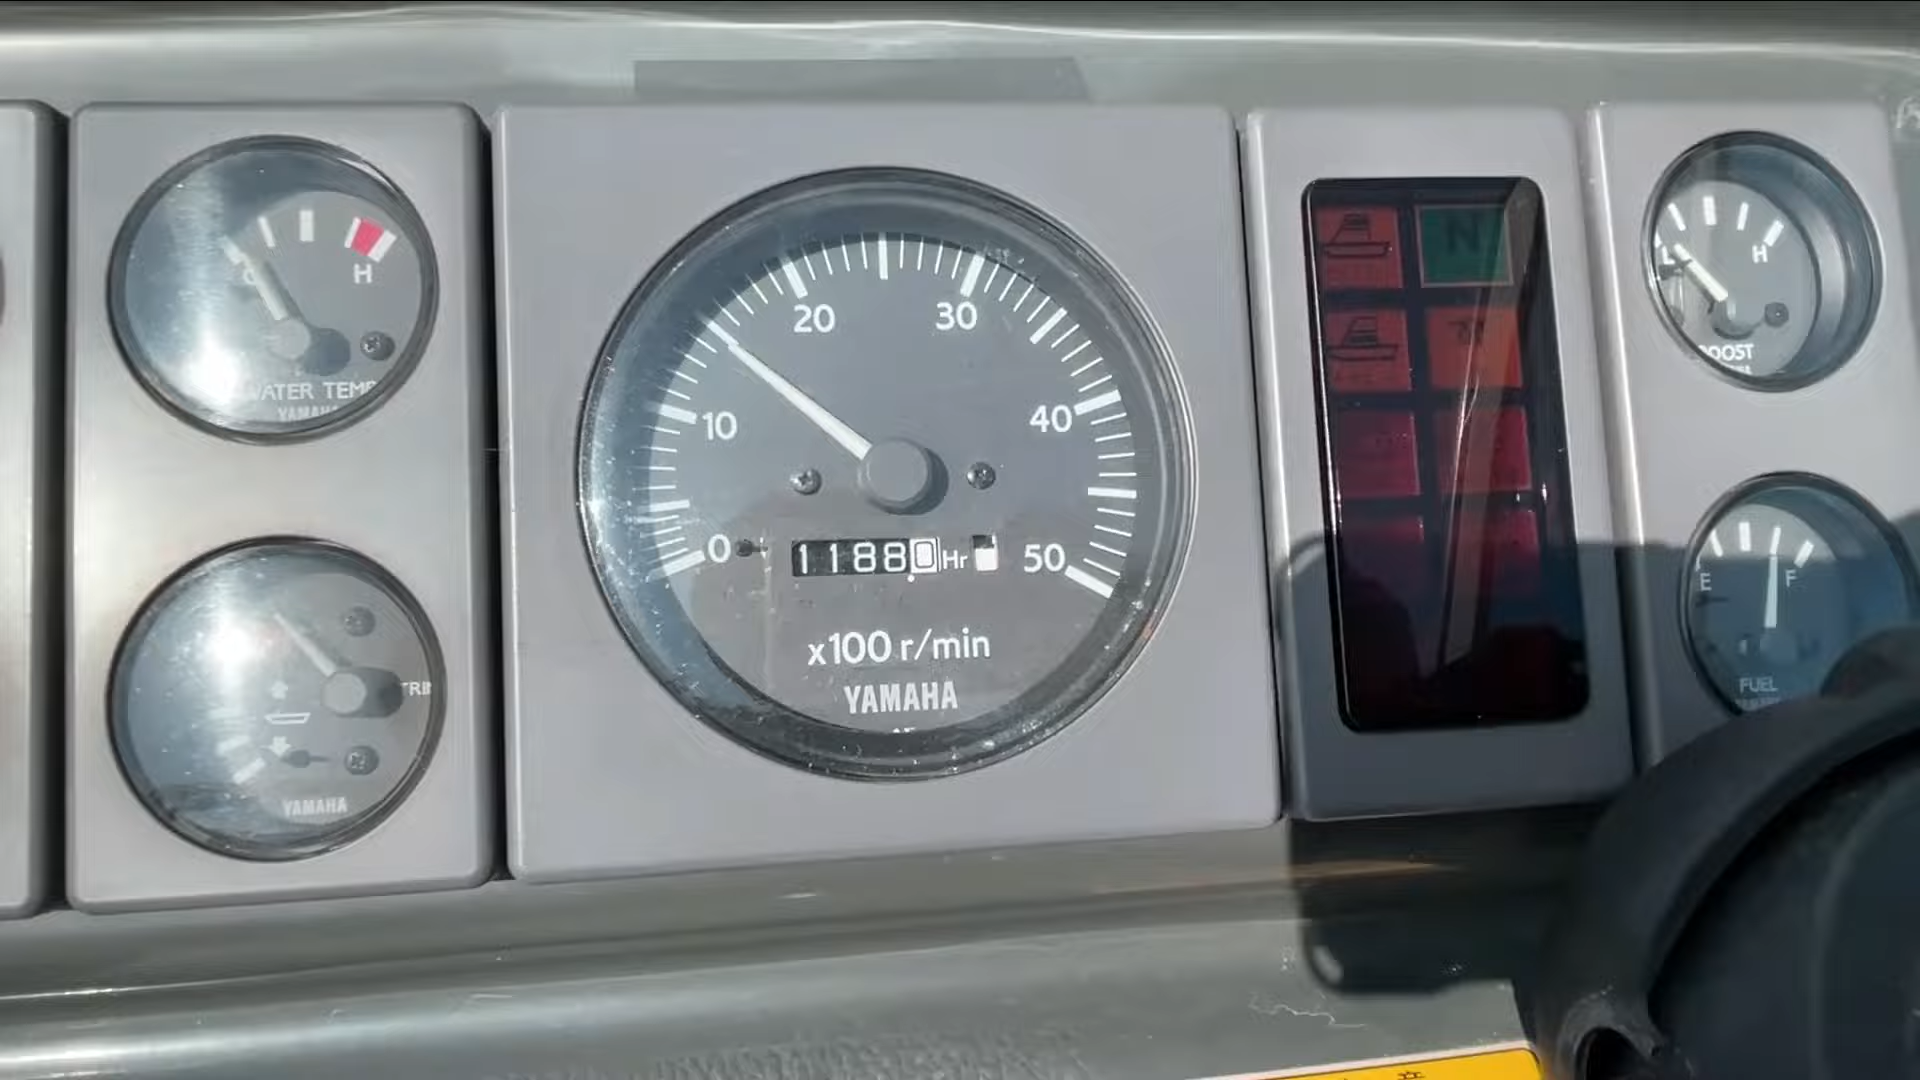 C
H
WATER TEMP
YAMAHA
TRI
YAMAHA
0
10
20
30
40
50
11880 Hr
x100 r/min
YAMAHA
N
L
H
BOOST
E
F
FUEL